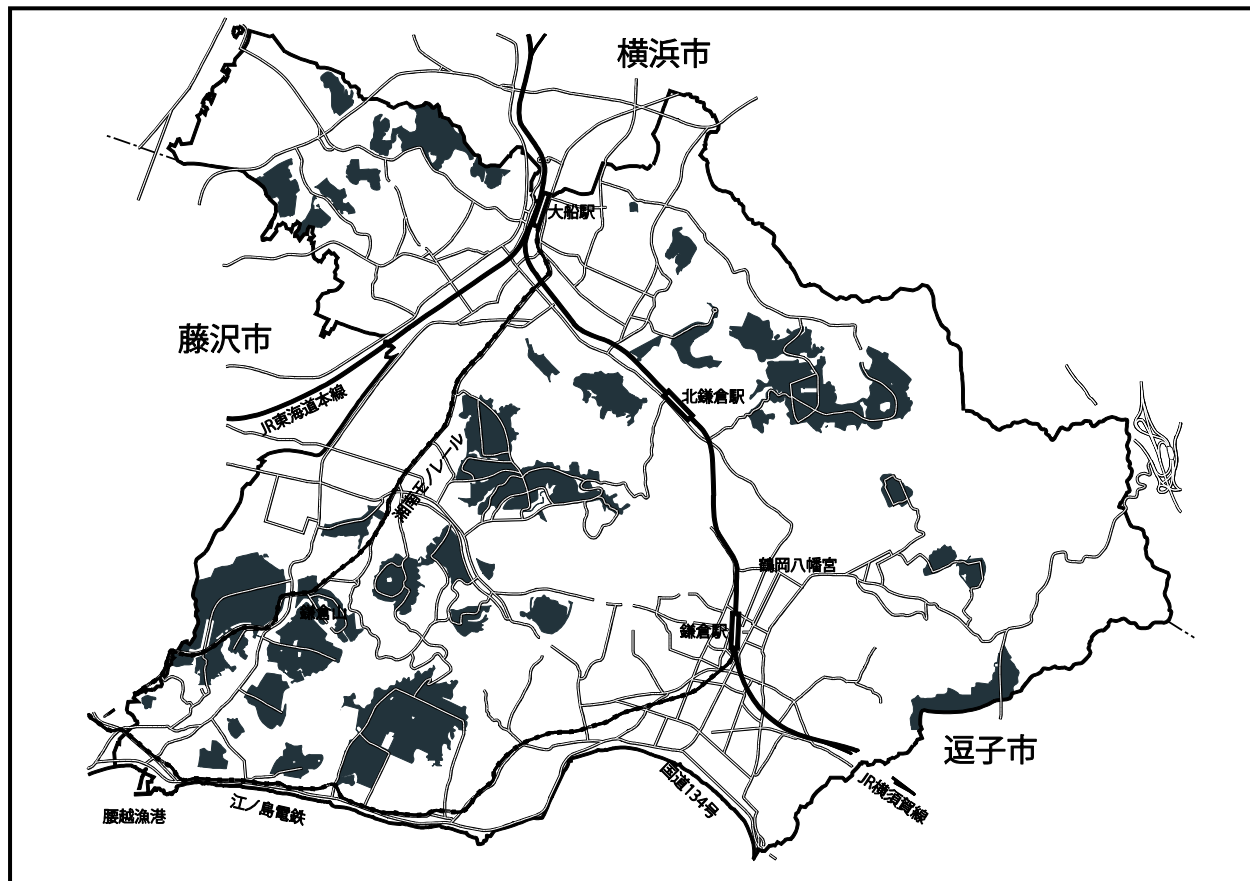 横浜市
大船駅
藤沢市
北鎌倉駅
JR東海道本線
湘南モノレール
鶴岡八幡宮
鎌倉山
鎌倉駅
逗子市
国道134号
JR横須賀線
江ノ島電鉄
腰越漁港